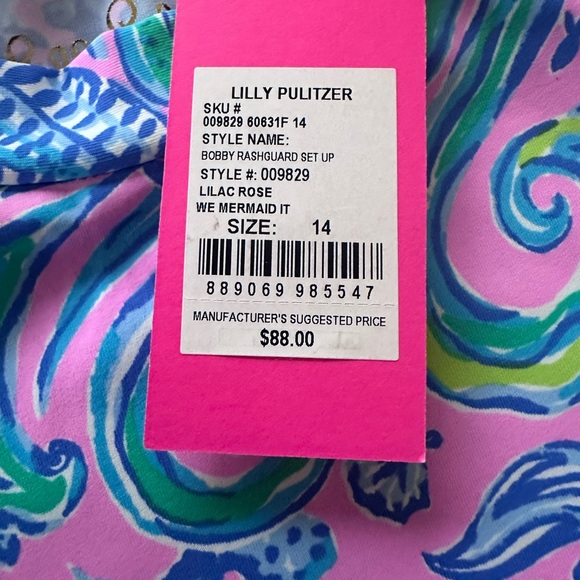 LILLY PULITZER
SKU #
009829 60631F 14
STYLE NAME:
BOBBY RASHGUARD SET UP
STYLE #: 009829
LILAC ROSE
WE MERMAID IT
SIZE: 14
889069 985547
MANUFACTURER'S SUGGESTED PRICE
$88.00